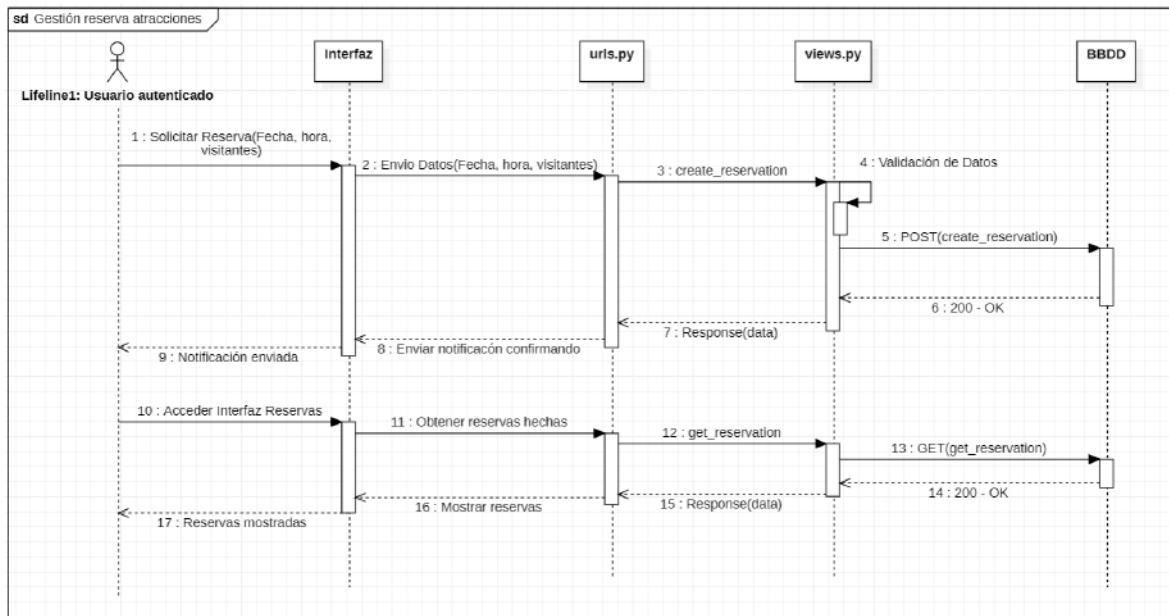 sd Gestión reserva atracciones
Interfaz
urls.py
views.py
BBDD
Lifeline1: Usuario autenticado
1 : Solicitar Reserva(Fecha, hora,
visitantes)
2 : Envio Datos(Fecha, hora, visitantes)
3 : create_reservation
4 : Validación de Datos
5 : POST(create_reservation)
6 : 200 - OK
7 : Response(data)
8 : Enviar notificacón confirmando
9 : Notificación enviada
10 : Acceder Interfaz Reservas
11 : Obtener reservas hechas
12 : get_reservation
13 : GET(get_reservation)
14 : 200 - OK
15 : Response(data)
16 : Mostrar reservas
17 : Reservas mostradas